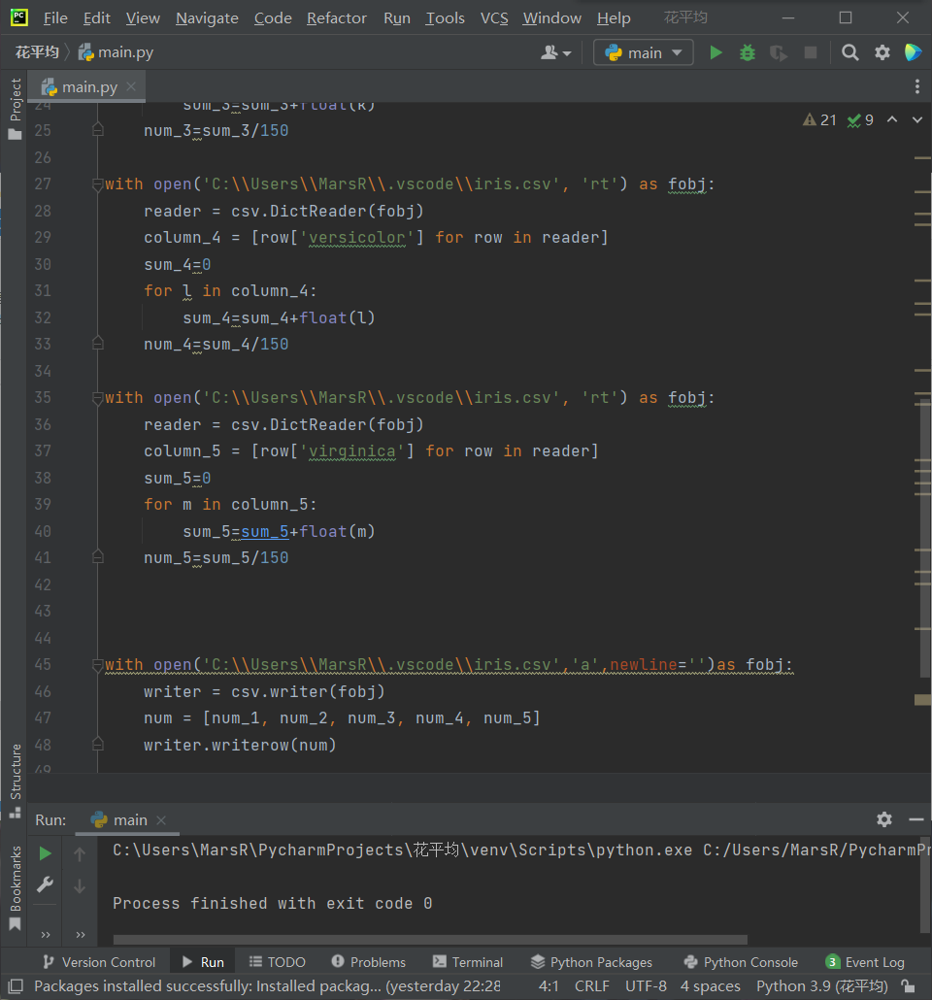 PC File Edit View Navigate Code Refactor Run Tools VCS Window Help 花平均
花平均 main.py main
Project
main.py
24 sum_3=sum_3+float(k)
25 num_3=sum_3/150
21 9
26
27 with open('C:\\Users\\MarsR\\.vscode\\iris.csv', 'rt') as fobj:
28 reader = csv.DictReader(fobj)
29 column_4 = [row['versicolor'] for row in reader]
30 sum_4=0
31 for l in column_4:
32 sum_4=sum_4+float(l)
33 num_4=sum_4/150
34
35 with open('C:\\Users\\MarsR\\.vscode\\iris.csv', 'rt') as fobj:
36 reader = csv.DictReader(fobj)
37 column_5 = [row['virginica'] for row in reader]
38 sum_5=0
39 for m in column_5:
40 sum_5=sum_5+float(m)
41 num_5=sum_5/150
42
43
44
45 with open('C:\\Users\\MarsR\\.vscode\\iris.csv','a',newline='')as fobj:
46 writer = csv.writer(fobj)
47 num = [num_1, num_2, num_3, num_4, num_5]
48 writer.writerow(num)
49
Structure
Bookmarks
Run: main
C:\Users\MarsR\PycharmProjects\花平均\venv\Scripts\python.exe C:/Users/MarsR/PycharmPr
Process finished with exit code 0
Version Control Run TODO Problems Terminal Python Packages Python Console 3 Event Log
Packages installed successfully: Installed packag... (yesterday 22:28 4:1 CRLF UTF-8 4 spaces Python 3.9 (花平均)